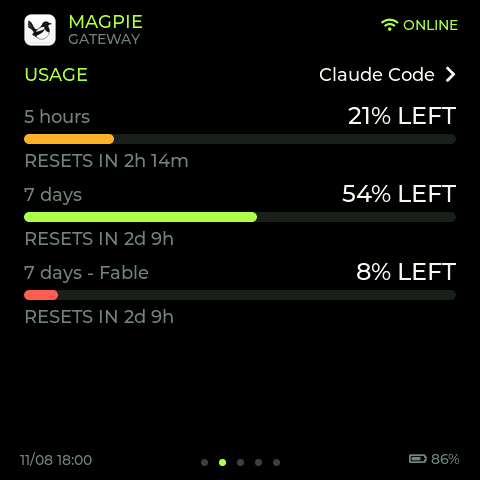 MAGPIE
GATEWAY
ONLINE
USAGE
Claude Code
5 hours
21% LEFT
RESETS IN 2h 14m
7 days
54% LEFT
RESETS IN 2d 9h
7 days - Fable
8% LEFT
RESETS IN 2d 9h
11/08 18:00
86%